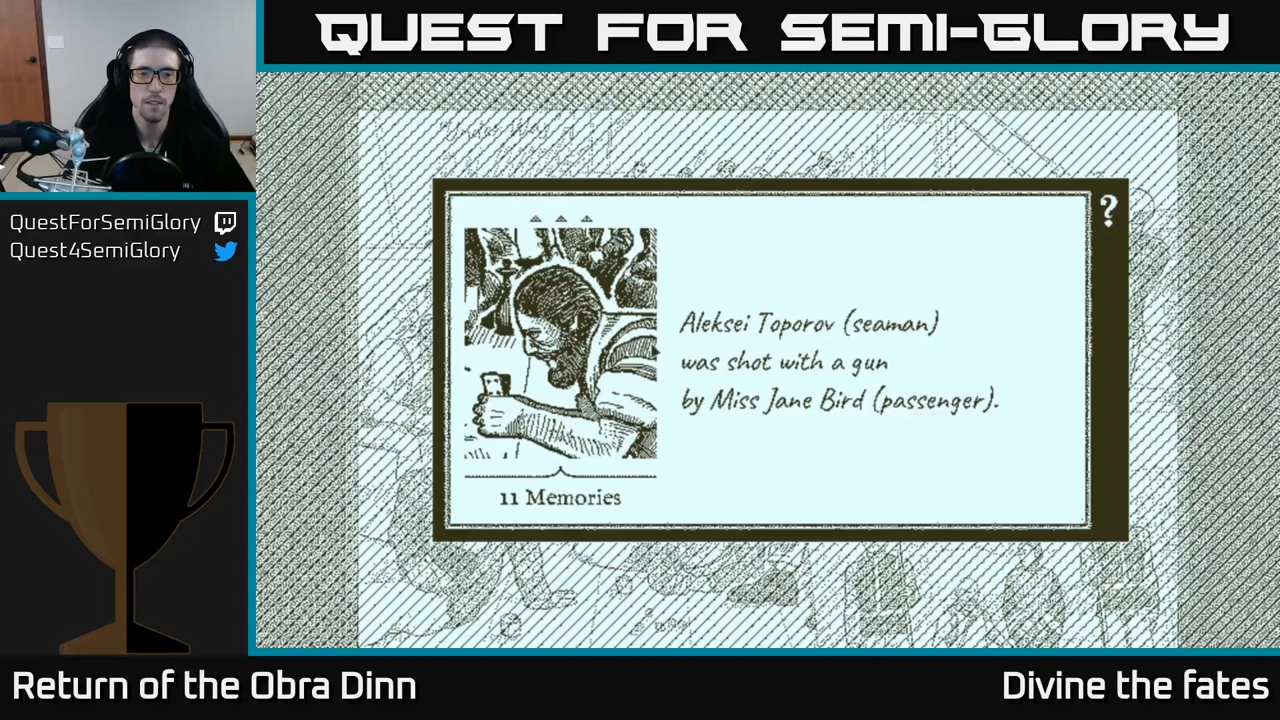 QUEST FOR SEMI-GLORY
QuestForSemiGlory
Quest4SemiGlory
?
Aleksei Toporov (seaman)
was shot with a gun
by Miss Jane Bird (passenger).
11 Memories
Return of the Obra Dinn
Divine the fates